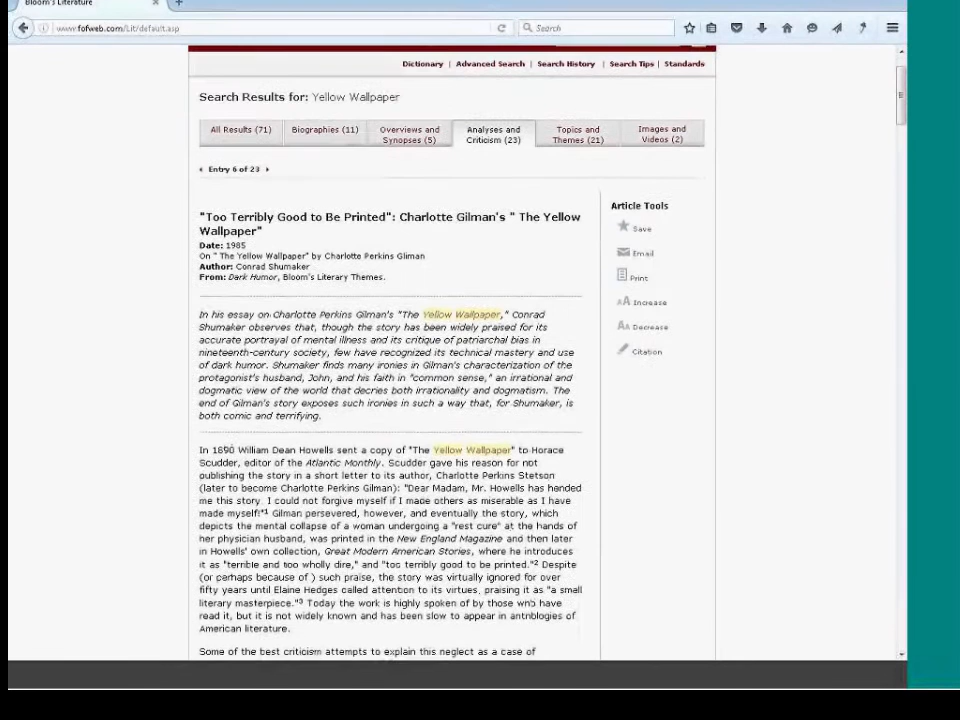 Bloom's Literature
www.fofweb.com/Lit/default.asp
Search
Dictionary | Advanced Search | Search History | Search Tips | Standards
Search Results for: Yellow Wallpaper
All Results (71)
Biographies (11)
Overviews and
Synopses (5)
Analyses and
Criticism (23)
Topics and
Themes (21)
Images and
Videos (2)
Entry 6 of 23
"Too Terribly Good to Be Printed": Charlotte Gilman's " The Yellow
Wallpaper"
Date: 1985
On " The Yellow Wallpaper" by Charlotte Perkins Gilman
Author: Conrad Shumaker
From: Dark Humor, Bloom's Literary Themes.
In his essay on Charlotte Perkins Gilman's "The Yellow Wallpaper," Conrad
Shumaker observes that, though the story has been widely praised for its
accurate portrayal of mental illness and its critique of patriarchal bias in
nineteenth-century society, few have recognized its technical mastery and use
of dark humor. Shumaker finds many ironies in Gilman's characterization of the
protagonist's husband, John, and his faith in "common sense," an irrational and
dogmatic view of the world that decries both irrationality and dogmatism. The
end of Gilman's story exposes such ironies in such a way that, for Shumaker, is
both comic and terrifying.
In 1890 William Dean Howells sent a copy of "The Yellow Wallpaper" to Horace
Scudder, editor of the Atlantic Monthly. Scudder gave his reason for not
publishing the story in a short letter to its author, Charlotte Perkins Stetson
(later to become Charlotte Perkins Gilman): "Dear Madam, Mr. Howells has handed
me this story. I could not forgive myself if I made others as miserable as I have
made myself!"1 Gilman persevered, however, and eventually the story, which
depicts the mental collapse of a woman undergoing a "rest cure" at the hands of
her physician husband, was printed in the New England Magazine and then later
in Howells' own collection, Great Modern American Stories, where he introduces
it as "terrible and too wholly dire," and "too terribly good to be printed."2 Despite
(or perhaps because of ) such praise, the story was virtually ignored for over
fifty years until Elaine Hedges called attention to its virtues, praising it as "a small
literary masterpiece."3 Today the work is highly spoken of by those who have
read it, but it is not widely known and has been slow to appear in anthologies of
American literature.
Some of the best criticism attempts to explain this neglect as a case of
Article Tools
Save
Email
Print
AA Increase
AA Decrease
Citation